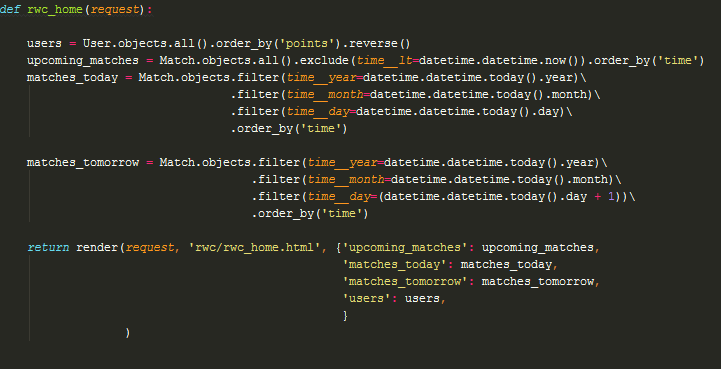 def rwc_home(request):
users = User.objects.all().order_by('points').reverse()
upcoming_matches = Match.objects.all().exclude(time__lt=datetime.datetime.now()).order_by('time')
matches_today = Match.objects.filter(time__year=datetime.datetime.today().year)\
.filter(time__month=datetime.datetime.today().month)\
.filter(time__day=datetime.datetime.today().day)\
.order_by('time')
matches_tomorrow = Match.objects.filter(time__year=datetime.datetime.today().year)\
.filter(time__month=datetime.datetime.today().month)\
.filter(time__day=(datetime.datetime.today().day + 1))\
.order_by('time')
return render(request, 'rwc/rwc_home.html', {'upcoming_matches': upcoming_matches,
'matches_today': matches_today,
'matches_tomorrow': matches_tomorrow,
'users': users,
}
)